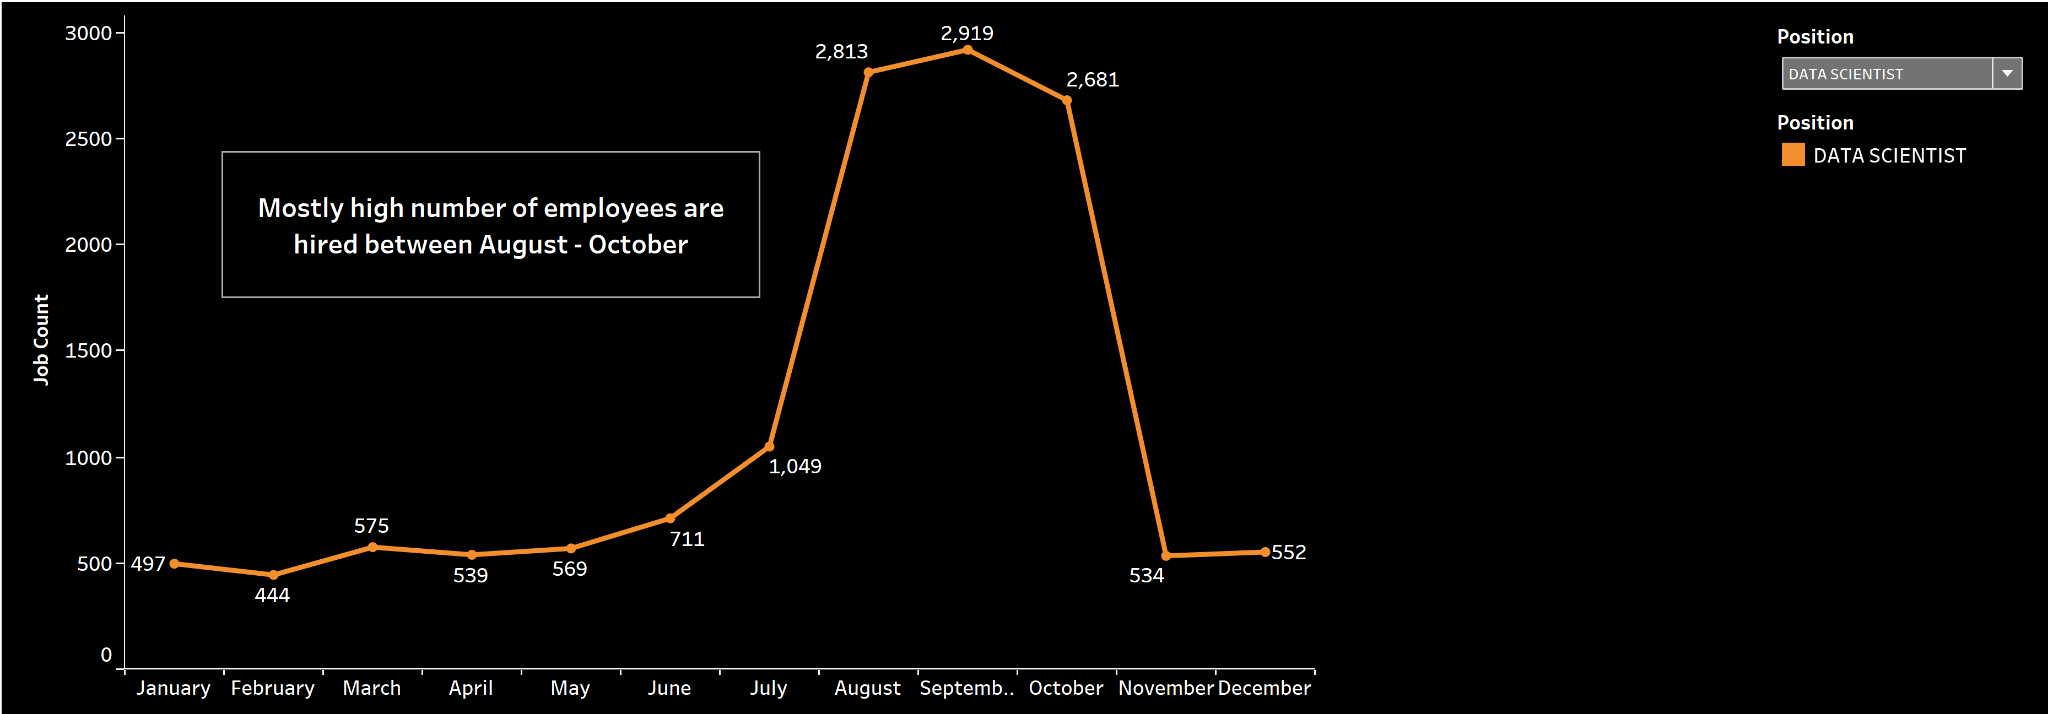 3000
2500
2000
1500
1000
500
0
Job Count
Mostly high number of employees are
hired between August - October
497
444
575
539
569
711
1,049
2,813
2,919
2,681
534
552
January February March April May June July August Septemb.. October November December
Position
DATA SCIENTIST
Position
DATA SCIENTIST